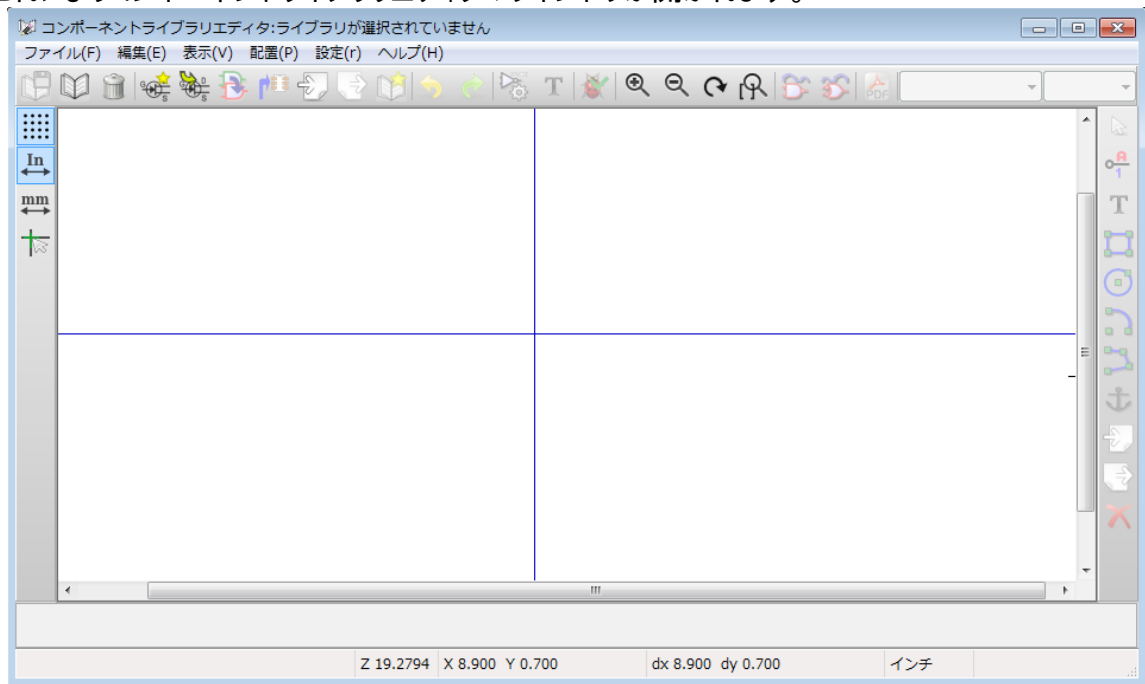 コンポーネントライブラリエディタ:ライブラリが選択されていません
ファイル(F) 編集(E) 表示(V) 配置(P) 設定(r) ヘルプ(H)
T PDF
In
A
1
mm
T
Z 19.2794 X 8.900 Y 0.700 dx 8.900 dy 0.700 インチ